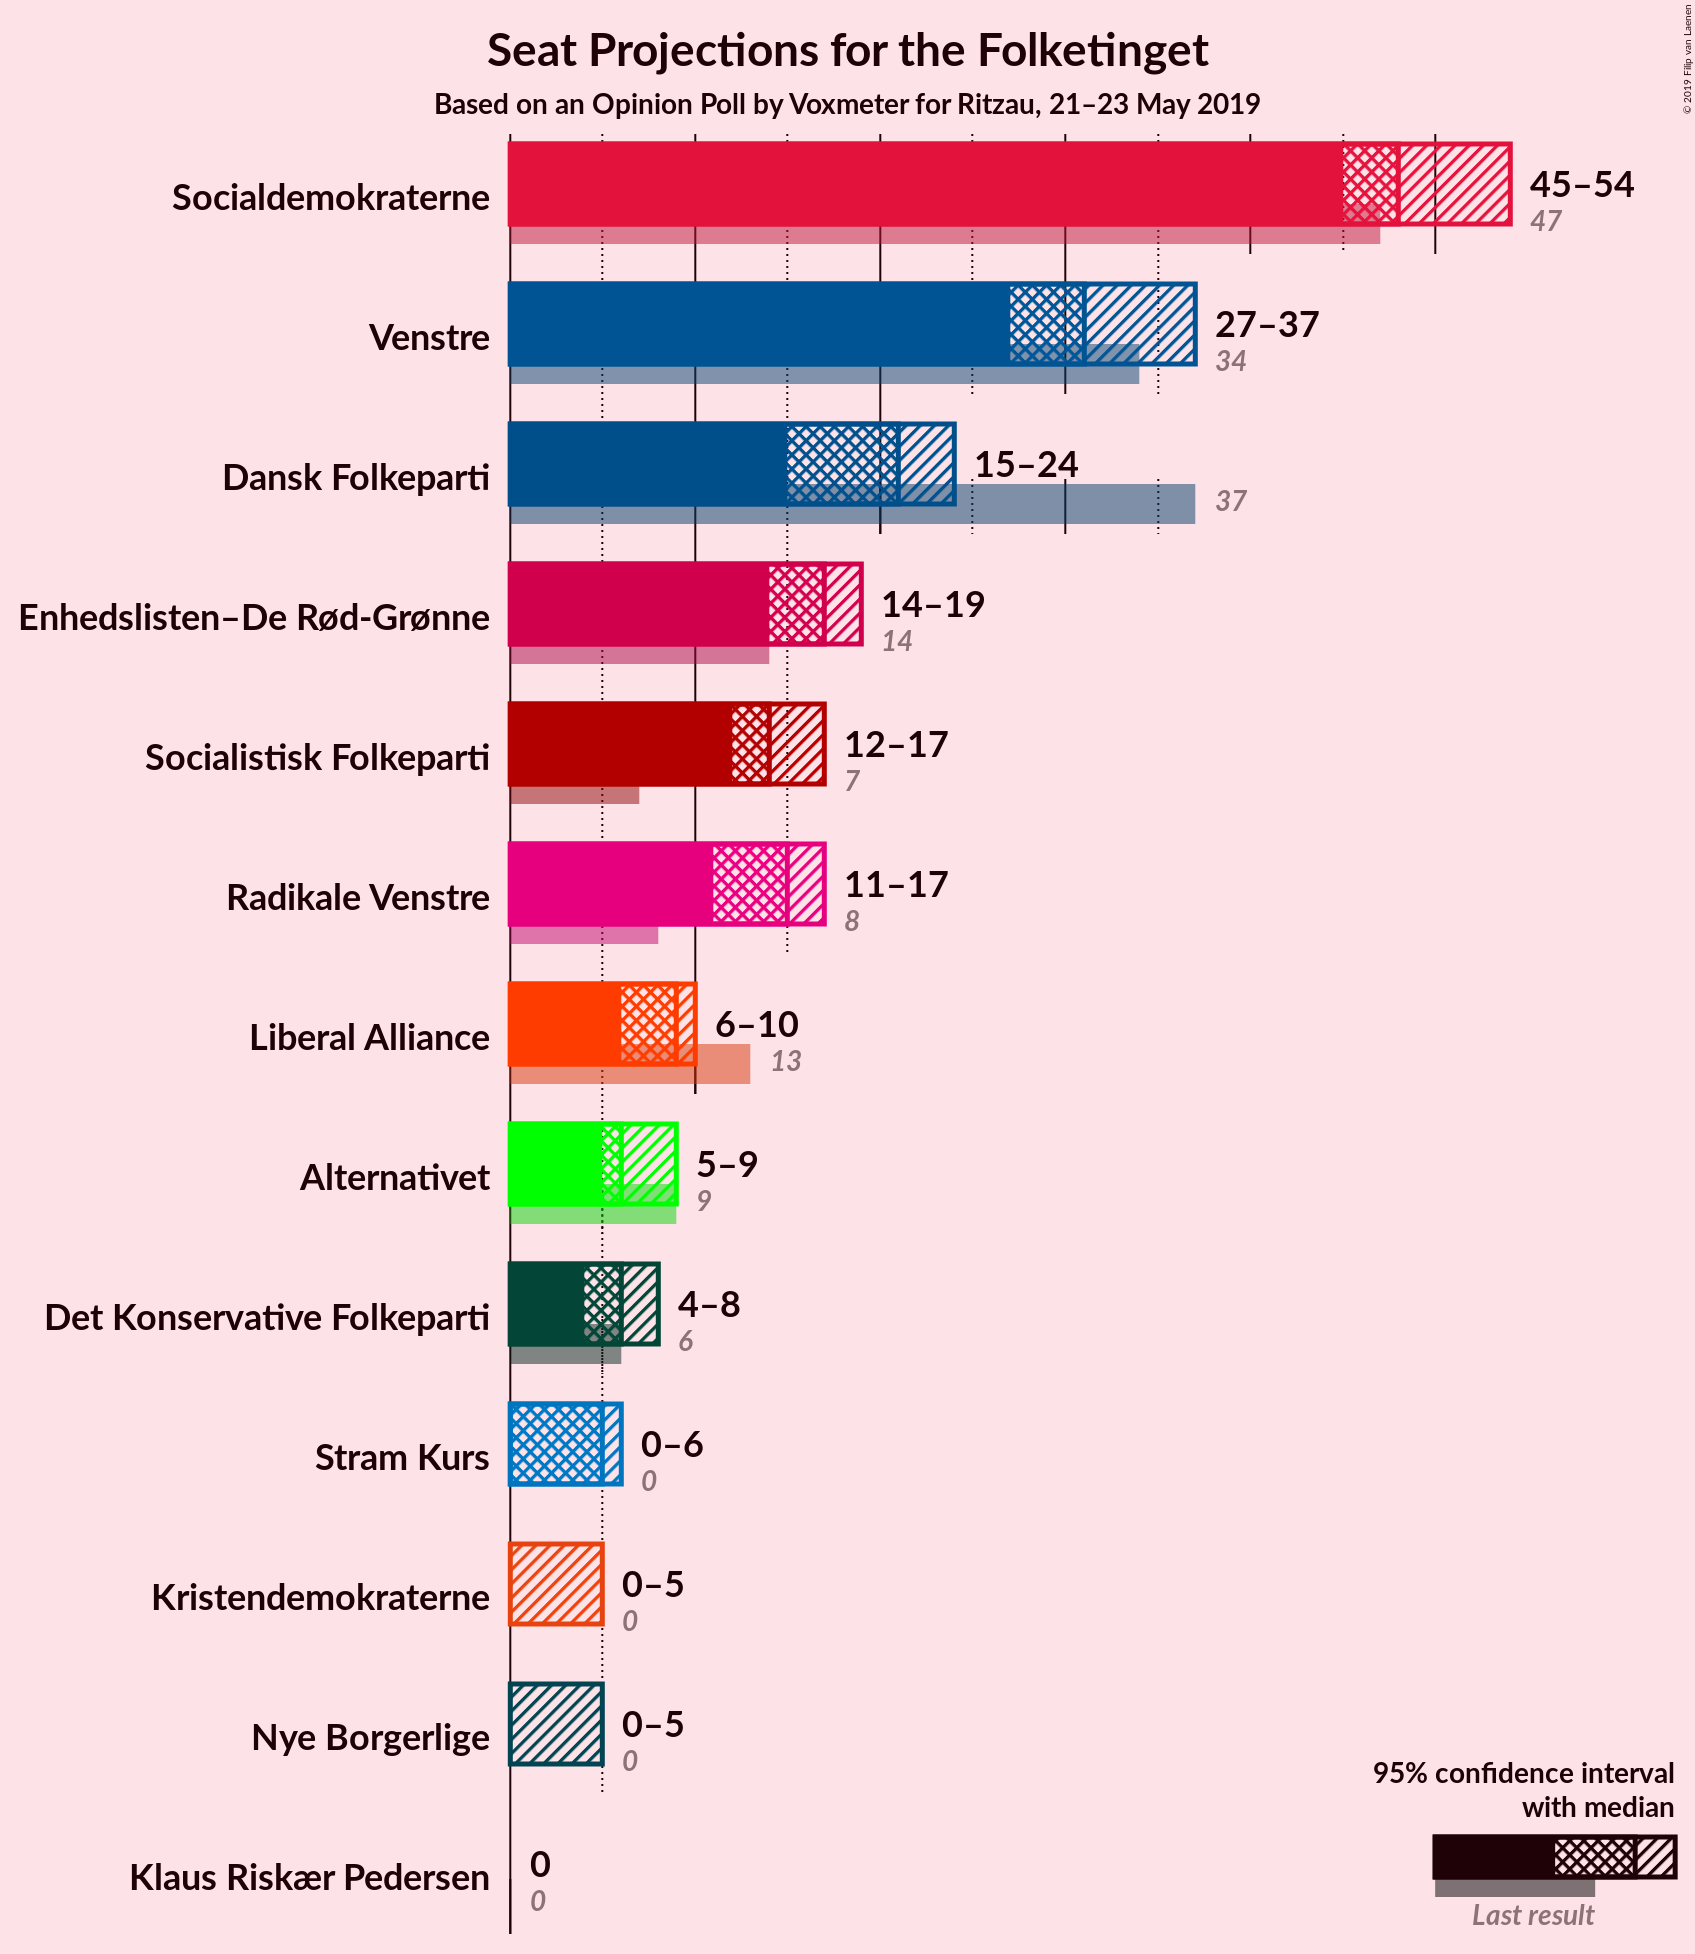 Seat Projections for the Folketinget
Based on an Opinion Poll by Voxmeter for Ritzau, 21–23 May 2019
© 2019 Filip van Laenen
Socialdemokraterne
45–54
47
Venstre
27–37
34
Dansk Folkeparti
15–24
37
Enhedslisten–De Rød-Grønne
14–19
14
Socialistisk Folkeparti
12–17
7
Radikale Venstre
11–17
8
Liberal Alliance
6–10
13
Alternativet
5–9
9
Det Konservative Folkeparti
4–8
6
Stram Kurs
0–6
0
Kristendemokraterne
0–5
0
Nye Borgerlige
0–5
0
Klaus Riskær Pedersen
0
0
95% confidence interval
with median
Last result